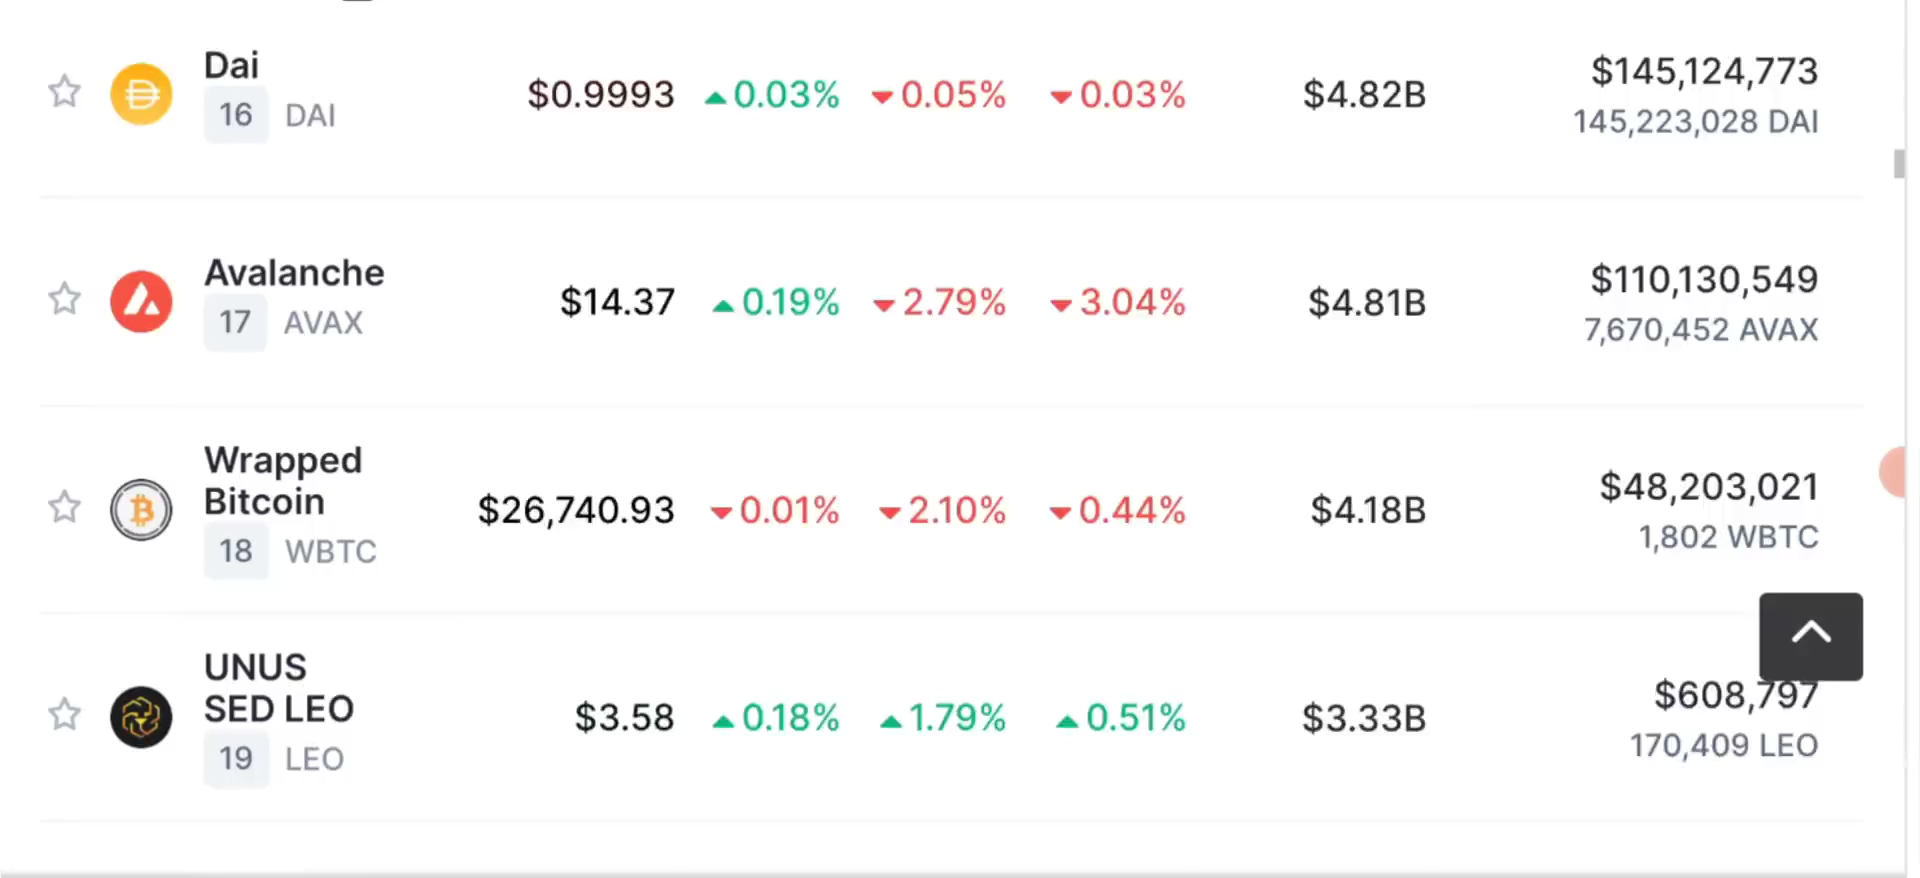 Dai
16 DAI
$0.9993 0.03% 0.05% 0.03% $4.82B
$145,124,773
145,223,028 DAI
Avalanche
17 AVAX
$14.37 0.19% 2.79% 3.04% $4.81B
$110,130,549
7,670,452 AVAX
Wrapped
Bitcoin
18 WBTC
$26,740.93 0.01% 2.10% 0.44% $4.18B
$48,203,021
1,802 WBTC
UNUS
SED LEO
19 LEO
$3.58 0.18% 1.79% 0.51% $3.33B
$608,797
170,409 LEO